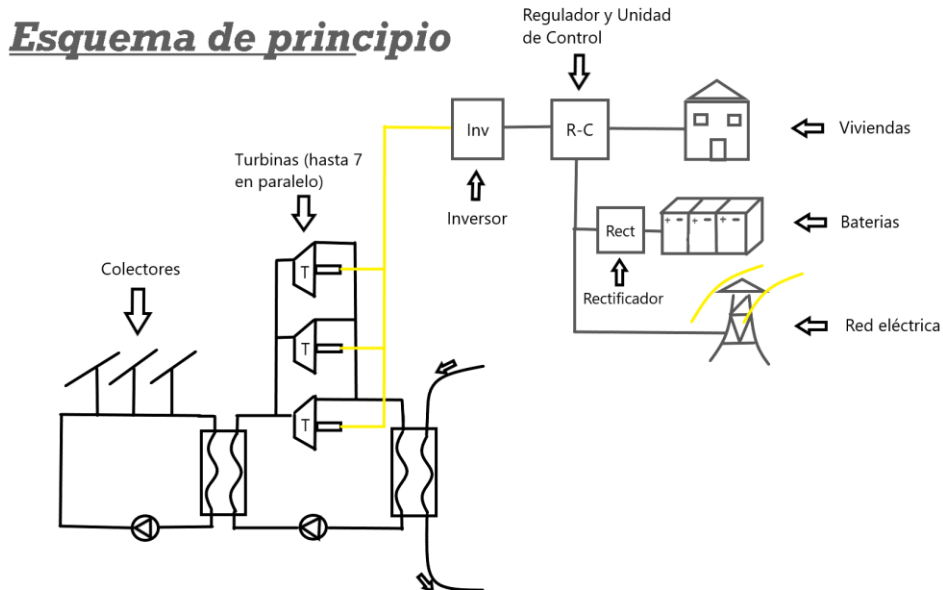 Esquema de principio
Regulador y Unidad
de Control
Inv
R-C
Viviendas
Turbinas (hasta 7
en paralelo)
Inversor
Rect
+ - + - + -
Baterias
Rectificador
Colectores
T
Red eléctrica
T
T